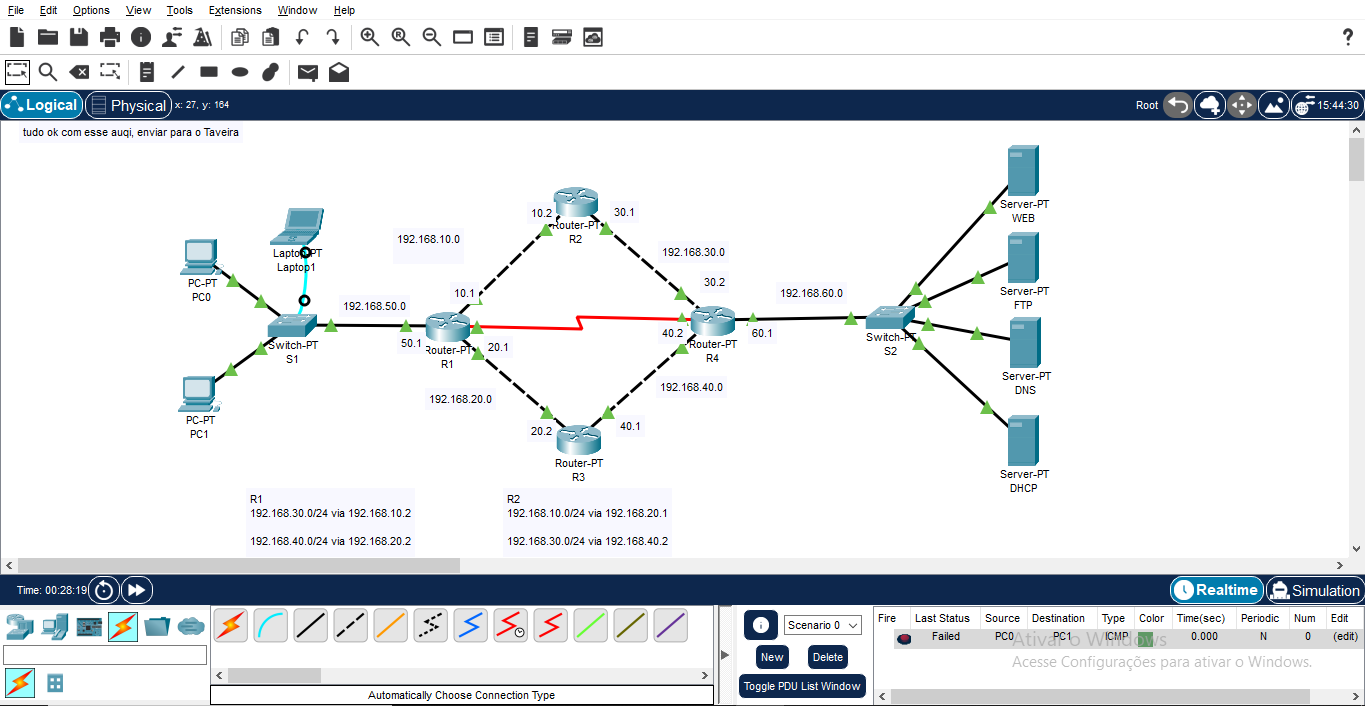 File Edit Options View Tools Extensions Window Help
?
Logical Physical x: 27, y: 164 Root 15:44:30
tudo ok com esse auqi, enviar para o Taveira
Server-PT
WEB
10.2
30.1
Router-PT
R2
192.168.10.0
192.168.30.0
Laptop-PT
Laptop1
PC-PT
PC0
30.2
Server-PT
FTP
10.1
192.168.50.0
192.168.60.0
50.1
Switch-PT
S1
Router-PT
R1
20.1
40.2
Router-PT
R4
60.1
Switch-PT
S2
Server-PT
DNS
192.168.20.0
192.168.40.0
PC-PT
PC1
20.2
40.1
Router-PT
R3
Server-PT
DHCP
R1
192.168.30.0/24 via 192.168.10.2
192.168.40.0/24 via 192.168.20.2
R2
192.168.10.0/24 via 192.168.20.1
192.168.30.0/24 via 192.168.40.2
Time: 00:28:19 Realtime Simulation
Automatically Choose Connection Type
Scenario 0
New Delete
Toggle PDU List Window
Fire Last Status Source Destination Type Color Time(sec) Periodic Num Edit
Failed PC0 PC1 ICMP 0.000 N 0 (edit)
Ativar o Windows
Acesse Configurações para ativar o Windows.